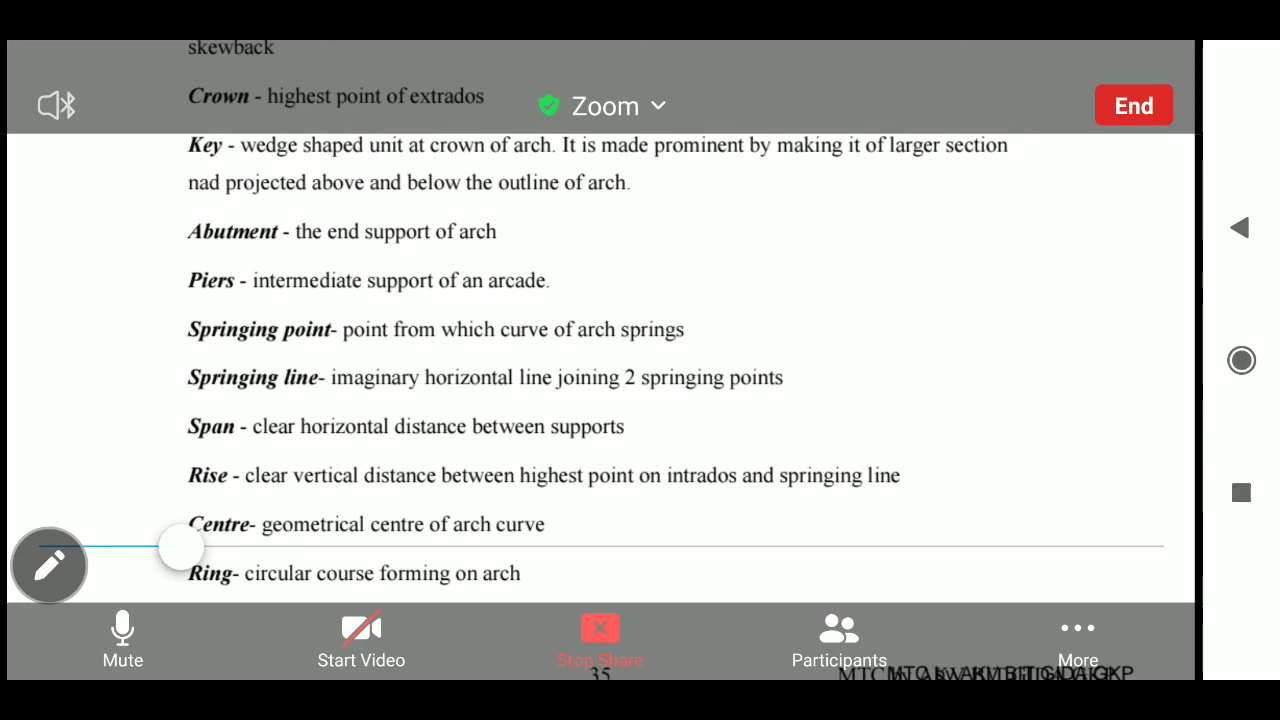 skewback
Crown - highest point of extrados
Zoom
End
Key - wedge shaped unit at crown of arch. It is made prominent by making it of larger section
nad projected above and below the outline of arch.
Abutment - the end support of arch
Piers - intermediate support of an arcade.
Springing point- point from which curve of arch springs
Springing line- imaginary horizontal line joining 2 springing points
Span - clear horizontal distance between supports
Rise - clear vertical distance between highest point on intrados and springing line
Centre- geometrical centre of arch curve
Ring- circular course forming on arch
Mute
Start Video
Stop Share
Participants
More
35